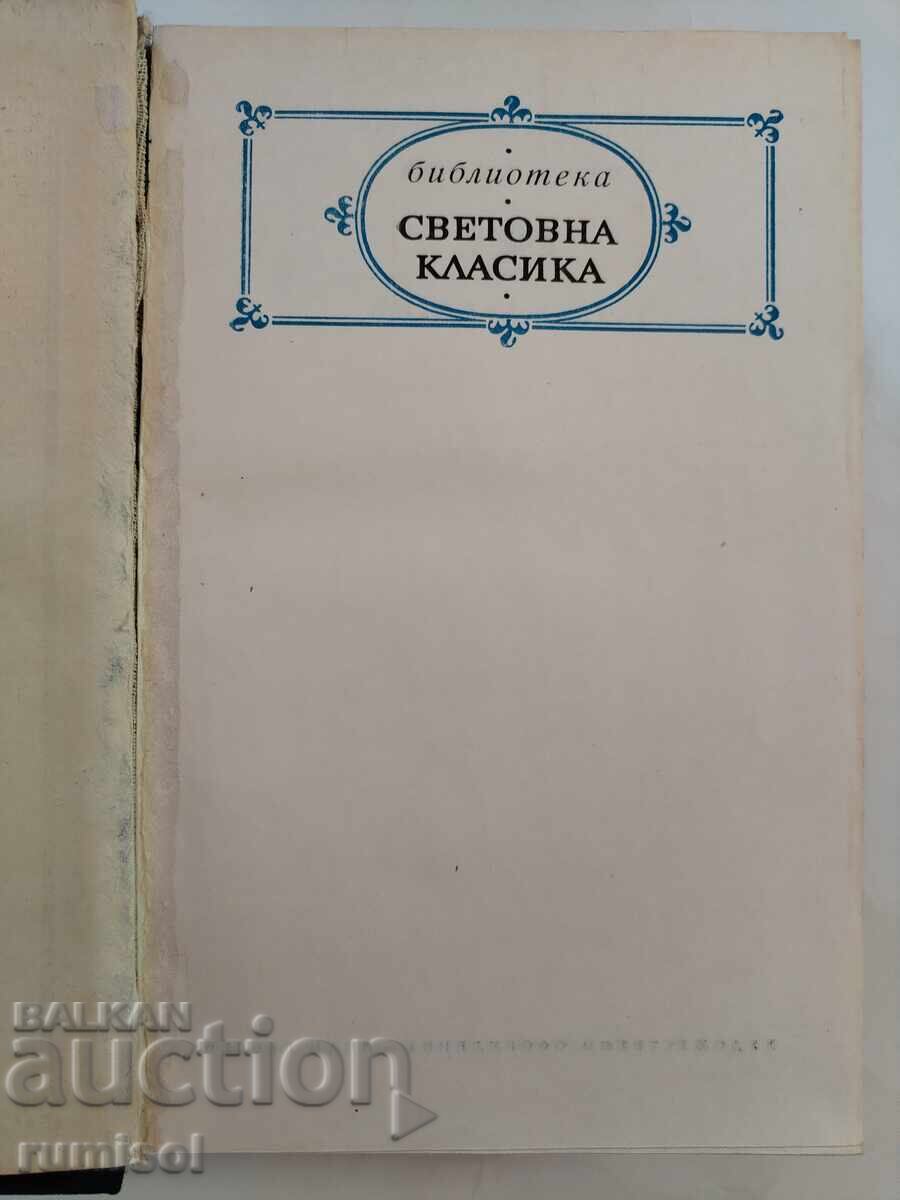 библиотека
СВЕТОВНА
КЛАСИКА
BALKAN
auction
rumisol